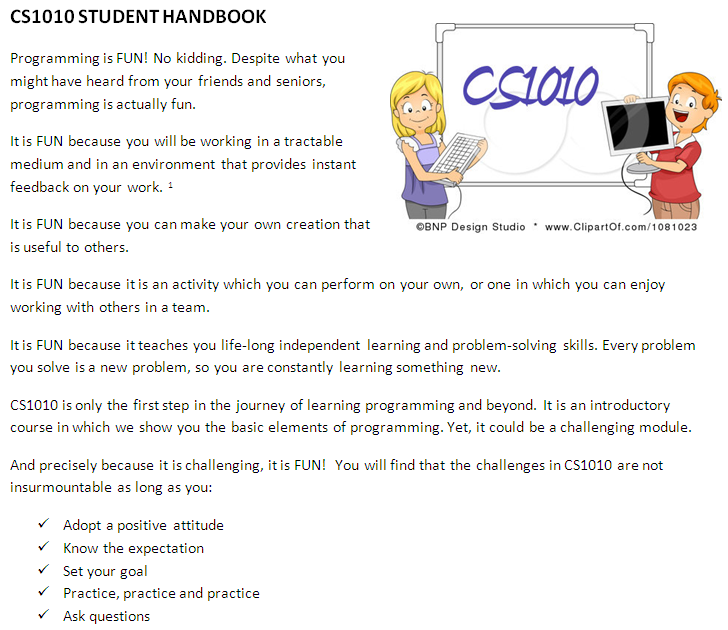 CS1010 STUDENT HANDBOOK
Programming is FUN! No kidding. Despite what you
might have heard from your friends and seniors,
programming is actually fun.
It is FUN because you will be working in a tractable
medium and in an environment that provides instant
feedback on your work. ¹
It is FUN because you can make your own creation that
is useful to others.
CS1010
©BNP Design Studio * www.ClipartOf.com/1081023
It is FUN because it is an activity which you can perform on your own, or one in which you can enjoy
working with others in a team.
It is FUN because it teaches you life-long independent learning and problem-solving skills. Every problem
you solve is a new problem, so you are constantly learning something new.
CS1010 is only the first step in the journey of learning programming and beyond. It is an introductory
course in which we show you the basic elements of programming. Yet, it could be a challenging module.
And precisely because it is challenging, it is FUN! You will find that the challenges in CS1010 are not
insurmountable as long as you:
✓ Adopt a positive attitude
✓ Know the expectation
✓ Set your goal
✓ Practice, practice and practice
✓ Ask questions